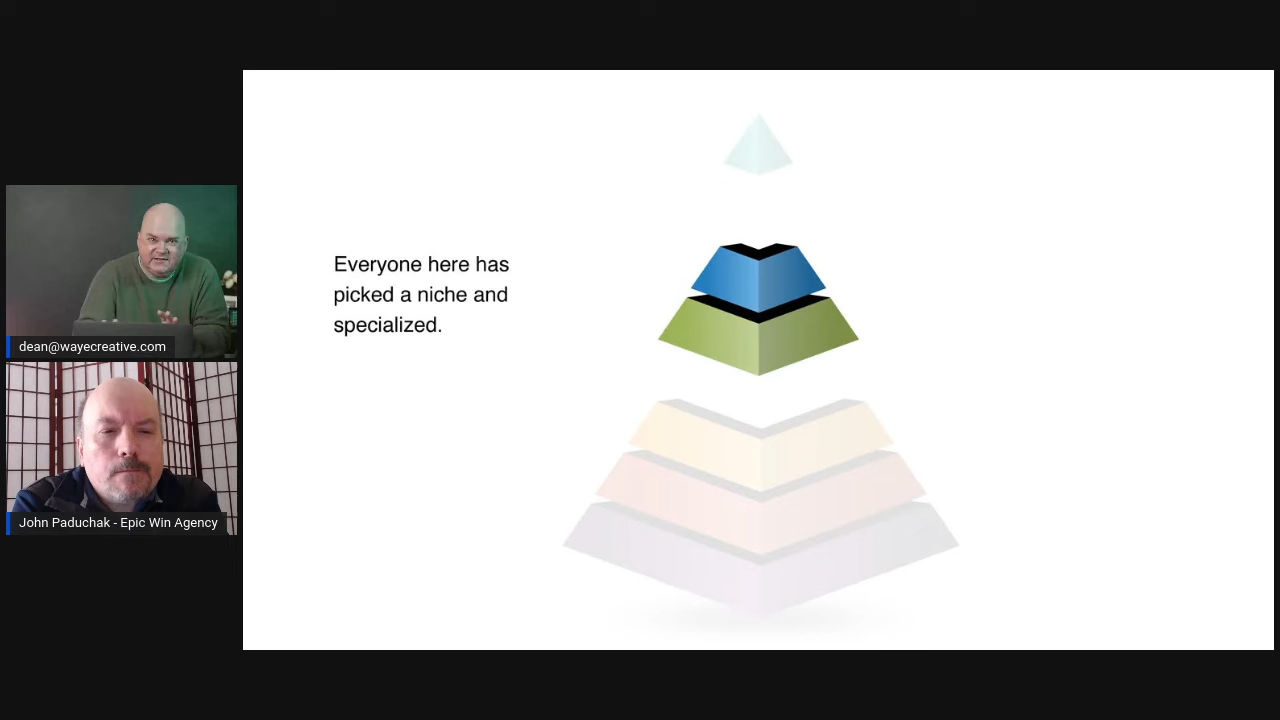 Everyone here has
picked a niche and
specialized.
dean@wayecreative.com
John Paduchak - Epic Win Agency